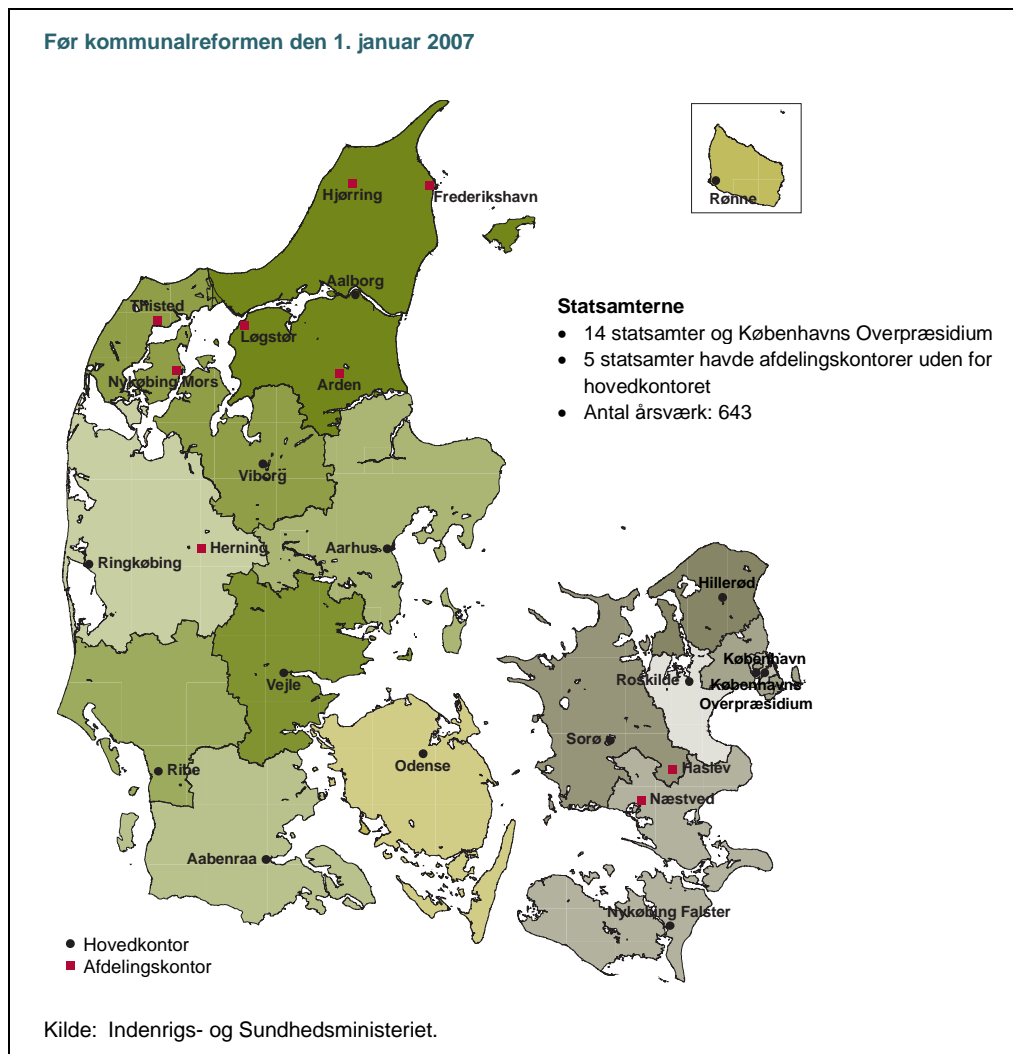 Før kommunalreformen den 1. januar 2007
Hjørring
Frederikshavn
Rønne
Aalborg
Thisted
Løgstør
Nykøbing Mors
Arden
Statsamterne
• 14 statsamter og Københavns Overpræsidium
• 5 statsamter havde afdelingskontorer uden for
hovedkontoret
• Antal årsværk: 643
Viborg
Herning
Aarhus
Ringkøbing
Hillerød
København
Roskilde
Københavns
Overpræsidium
Vejle
Sorø
Odense
Haslev
Ribe
Næstved
Aabenraa
Nykøbing Falster
Hovedkontor
Afdelingskontor
Kilde: Indenrigs- og Sundhedsministeriet.